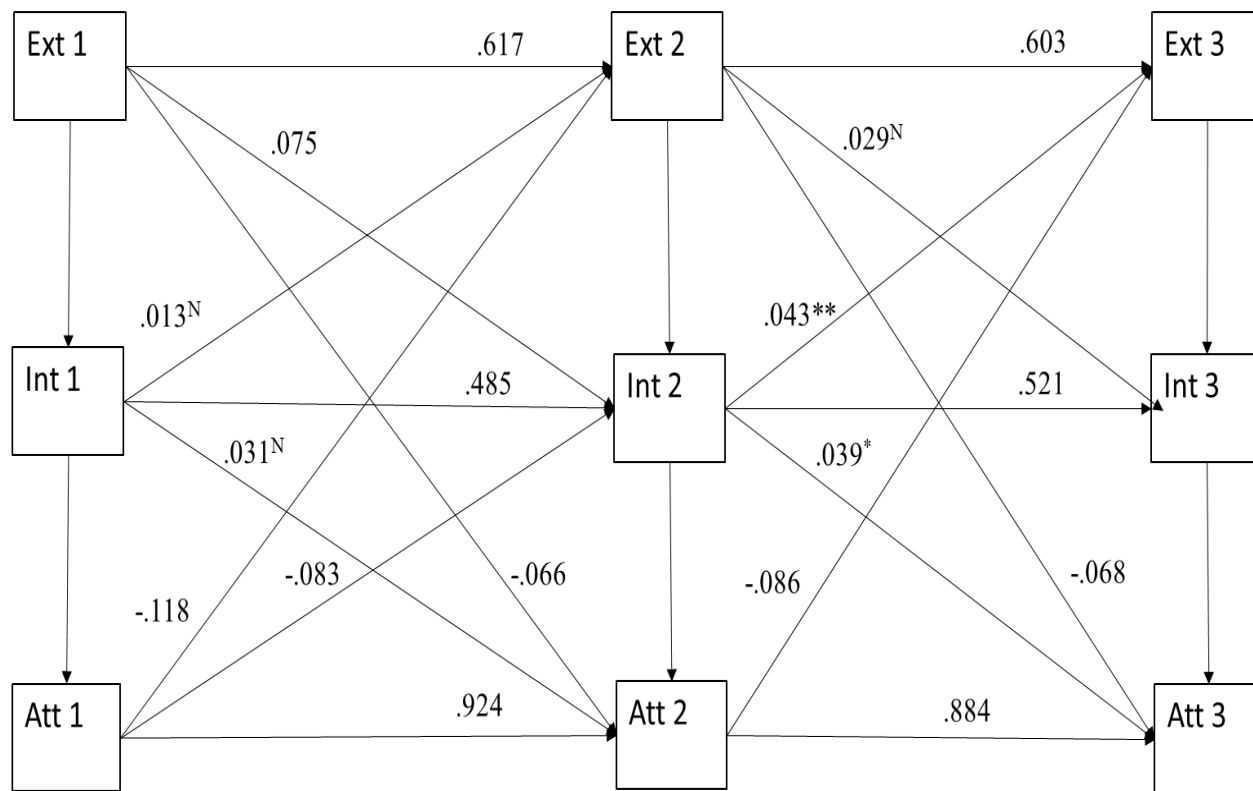 Ext 1
.617
Ext 2
.603
Ext 3
.075
.029ᴺ
.013ᴺ
.043**
Int 1
.485
Int 2
.521
Int 3
.031ᴺ
.039*
-.083
-.066
-.086
-.068
-.118
Att 1
.924
Att 2
.884
Att 3